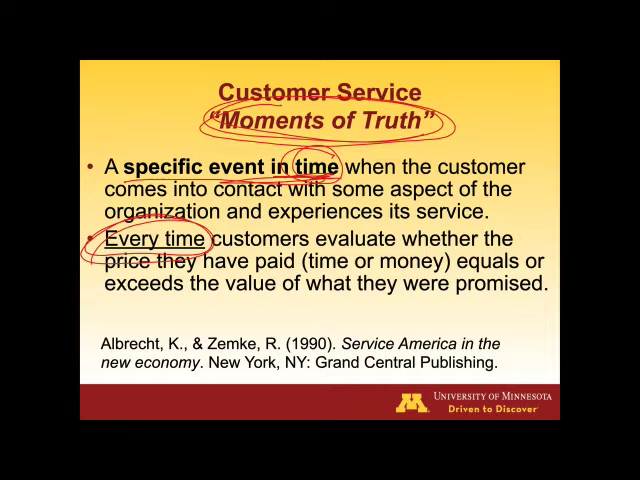 Customer Service
“Moments of Truth”
• A specific event in time when the customer
comes into contact with some aspect of the
organization and experiences its service.
• Every time customers evaluate whether the
price they have paid (time or money) equals or
exceeds the value of what they were promised.
Albrecht, K., & Zemke, R. (1990). Service America in the
new economy. New York, NY: Grand Central Publishing.
M
UNIVERSITY OF MINNESOTA
Driven to Discover℠